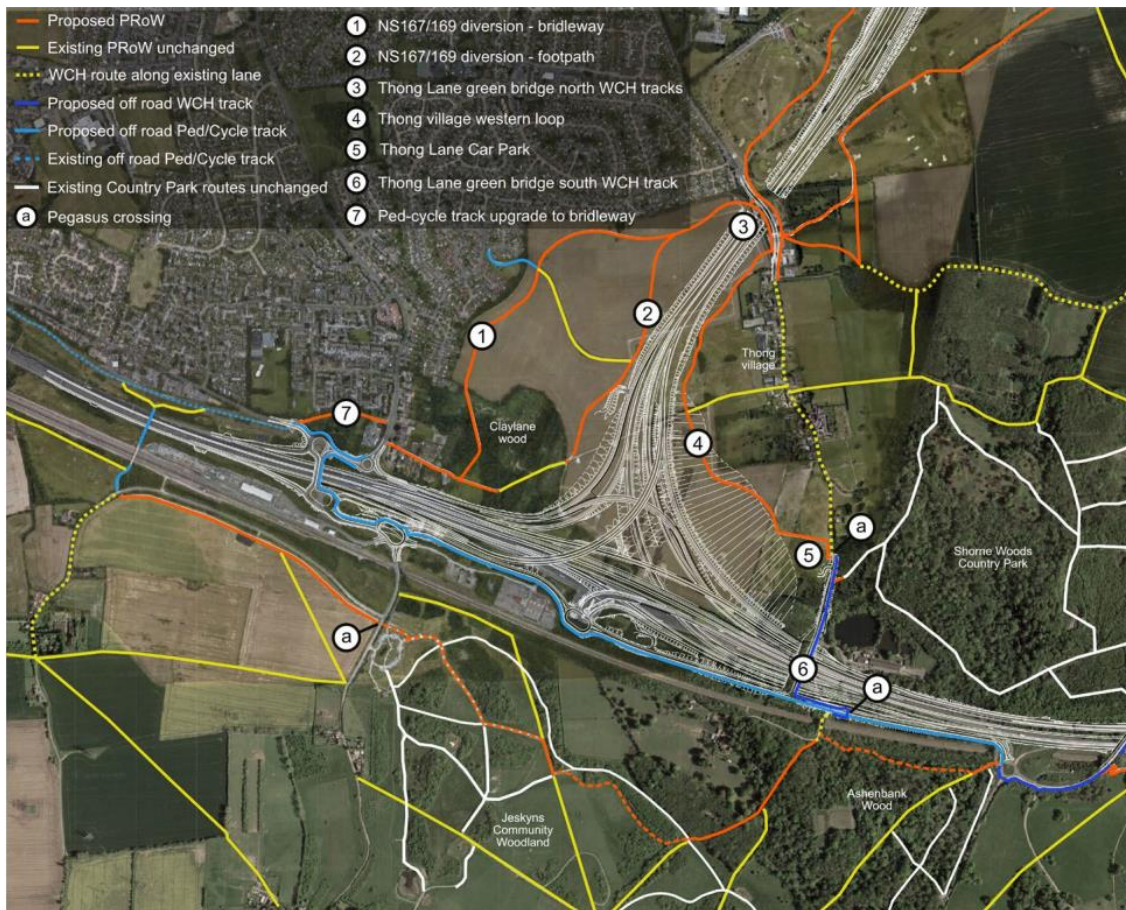 Proposed PRoW
Existing PRoW unchanged
WCH route along existing lane
Proposed off road WCH track
Proposed off road Ped/Cycle track
Existing off road Ped/Cycle track
Existing Country Park routes unchanged
a Pegasus crossing
1 NS167/169 diversion - bridleway
2 NS167/169 diversion - footpath
3 Thong Lane green bridge north WCH tracks
4 Thong village western loop
5 Thong Lane Car Park
6 Thong Lane green bridge south WCH track
7 Ped-cycle track upgrade to bridleway
3
2
1
Thong
village
7
Claylane
wood
4
a
5
Shorne Woods
Country Park
a
6
a
Ashenbank
Wood
Jeskyns
Community
Woodland